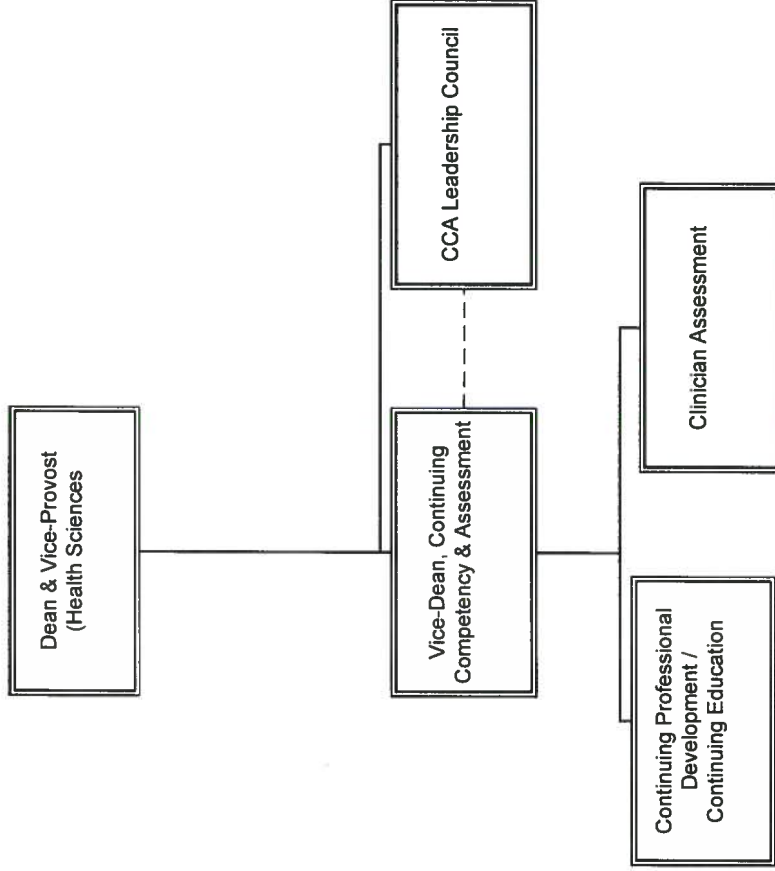 Dean & Vice-Provost
(Health Sciences
Vice-Dean, Continuing
Competency & Assessment
CCA Leadership Council
Continuing Professional
Development /
Continuing Education
Clinician Assessment